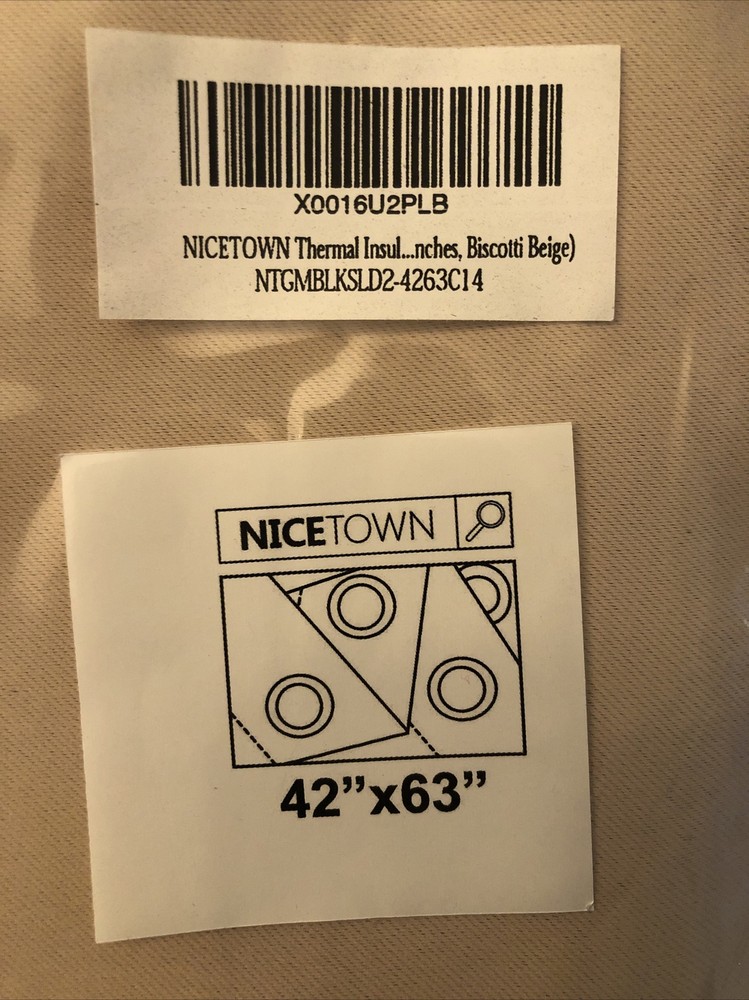 X0016U2PLB
NICETOWN Thermal Insul...nches, Biscotti Beige)
NTGMBLKSLD2-4263C14
NICETOWN
42”x63”